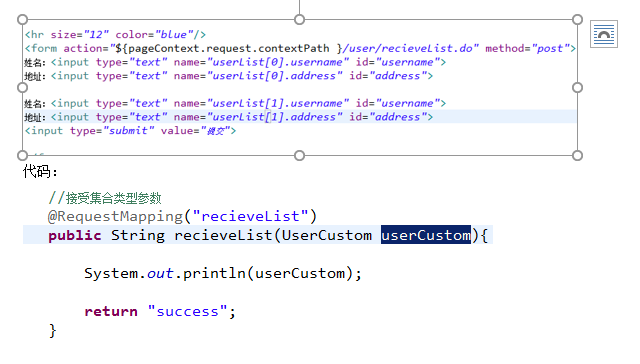 <hr size="12" color="blue"/>
<form action="${pageContext.request.contextPath }/user/recieveList.do" method="post">
姓名：<input type="text" name="userList[0].username" id="username">
地址：<input type="text" name="userList[0].address" id="address">
姓名：<input type="text" name="userList[1].username" id="username">
地址：<input type="text" name="userList[1].address" id="address">
<input type="submit" value="提交">
代码：
//接受集合类型参数
@RequestMapping("recieveList")
public String recieveList(UserCustom userCustom){
System.out.println(userCustom);
return "success";
}